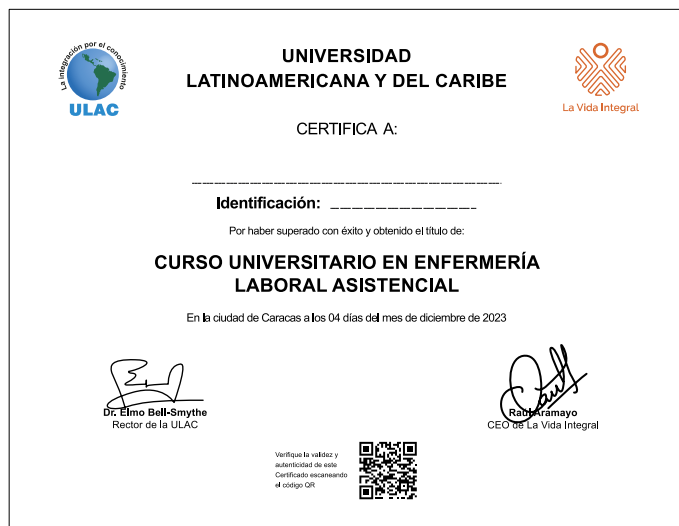 La integración por el conocimiento
ULAC
UNIVERSIDAD
LATINOAMERICANA Y DEL CARIBE
La Vida Integral
CERTIFICA A:
Identificación:
Por haber superado con éxito y obtenido el título de:
CURSO UNIVERSITARIO EN ENFERMERÍA
LABORAL ASISTENCIAL
En la ciudad de Caracas a los 04 días del mes de diciembre de 2023
Dr. Elmo Bell-Smythe
Rector de la ULAC
Raúl Aramayo
CEO de La Vida Integral
Verifique la validez y
autenticidad de este
Certificado escaneando
el código QR